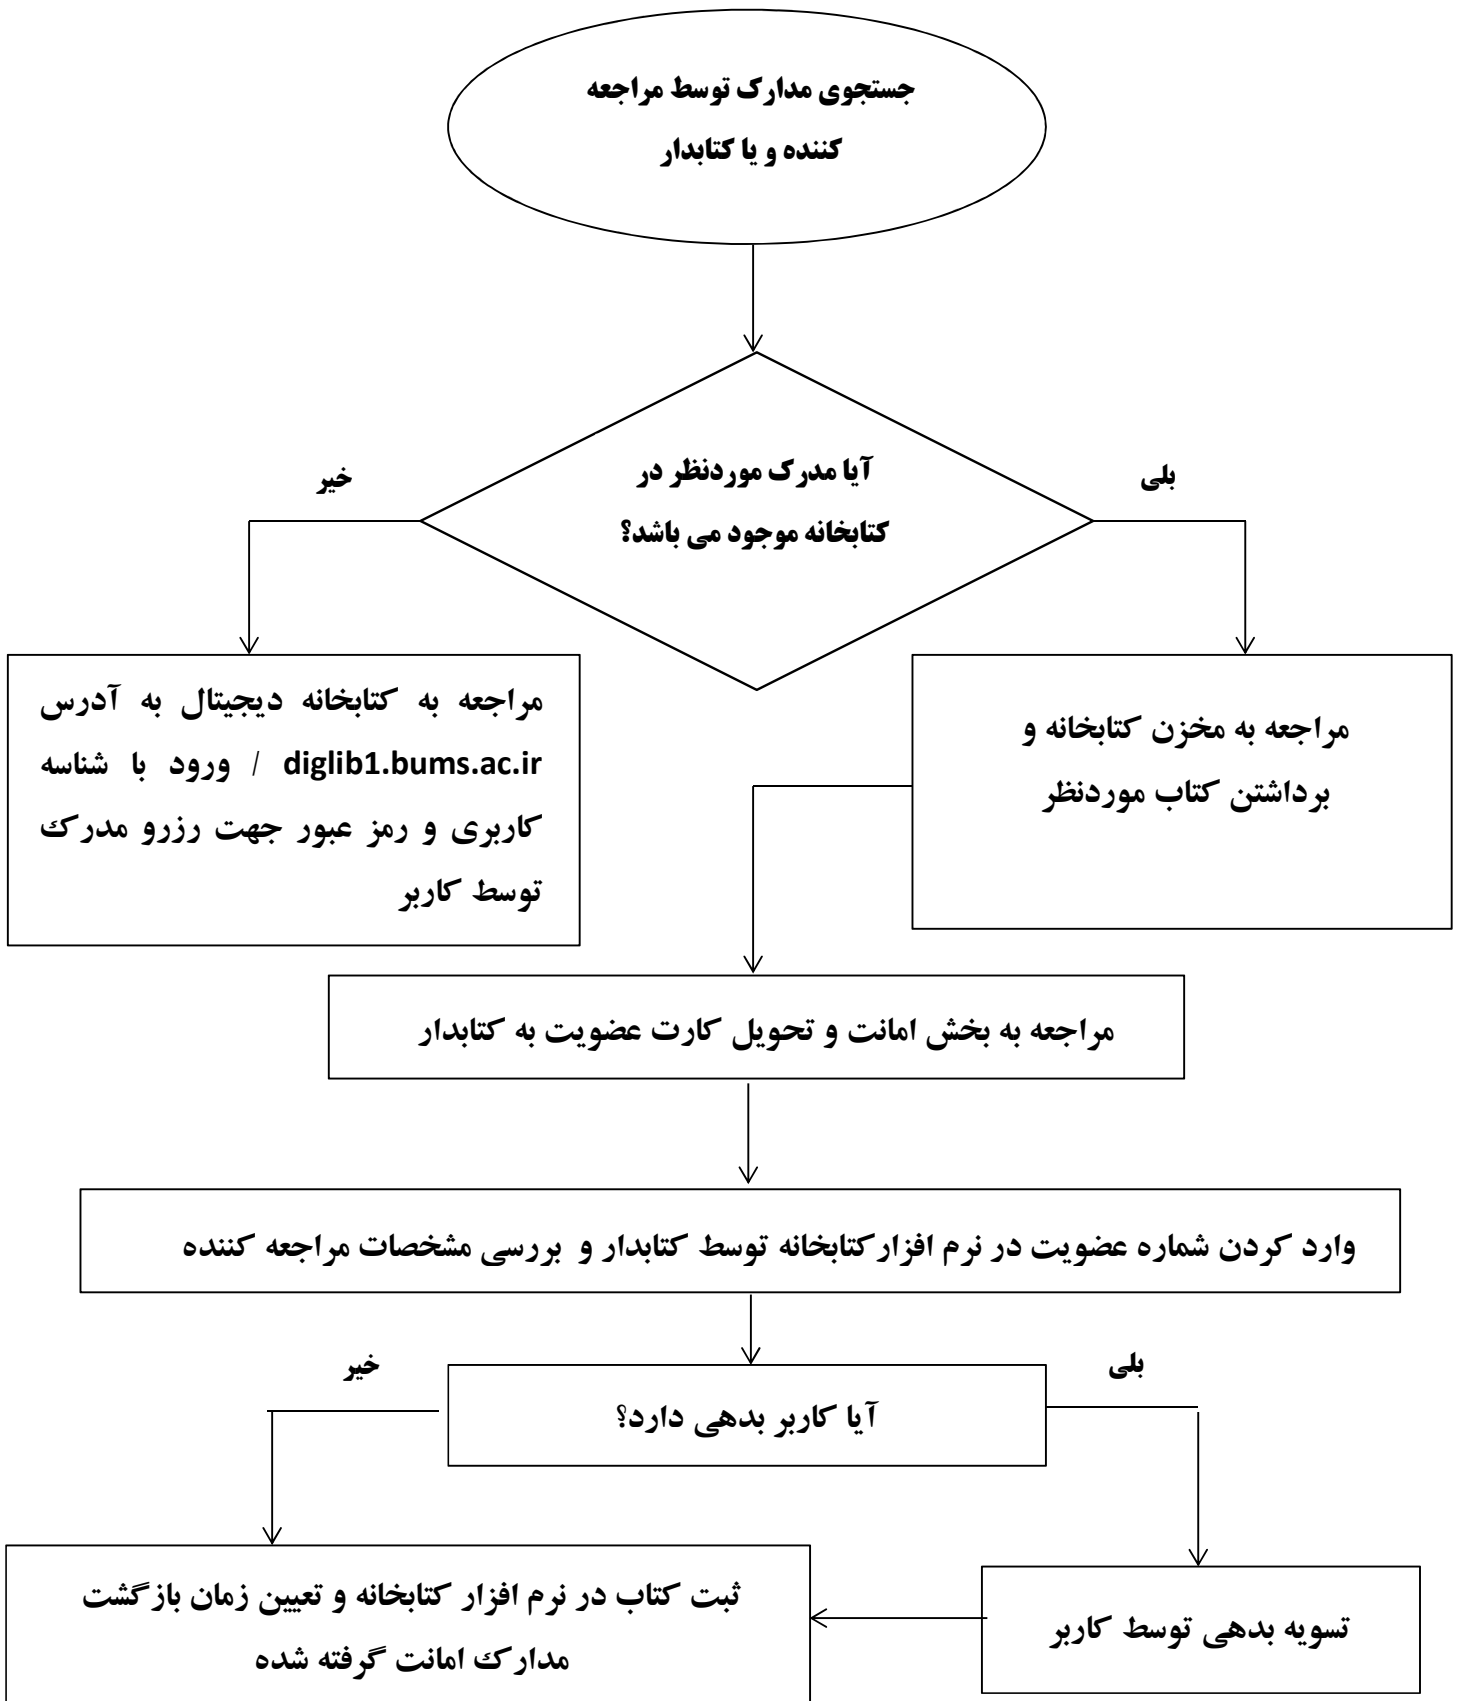 جستجوی مدارک توسط مراجعه
کننده و یا کتابدار
آیا مدرک موردنظر در
کتابخانه موجود می باشد؟
بلی
خیر
مراجعه به مخزن کتابخانه و
برداشتن کتاب موردنظر
مراجعه به کتابخانه دیجیتال به آدرس
diglib1.bums.ac.ir / ورود با شناسه
کاربری و رمز عبور جهت رزرو مدرک
توسط کاربر
مراجعه به بخش امانت و تحویل کارت عضویت به کتابدار
وارد کردن شماره عضویت در نرم افزارکتابخانه توسط کتابدار و بررسی مشخصات مراجعه کننده
بلی
خیر
آیا کاربر بدهی دارد؟
تسویه بدهی توسط کاربر
ثبت کتاب در نرم افزار کتابخانه و تعیین زمان بازگشت
مدارک امانت گرفته شده